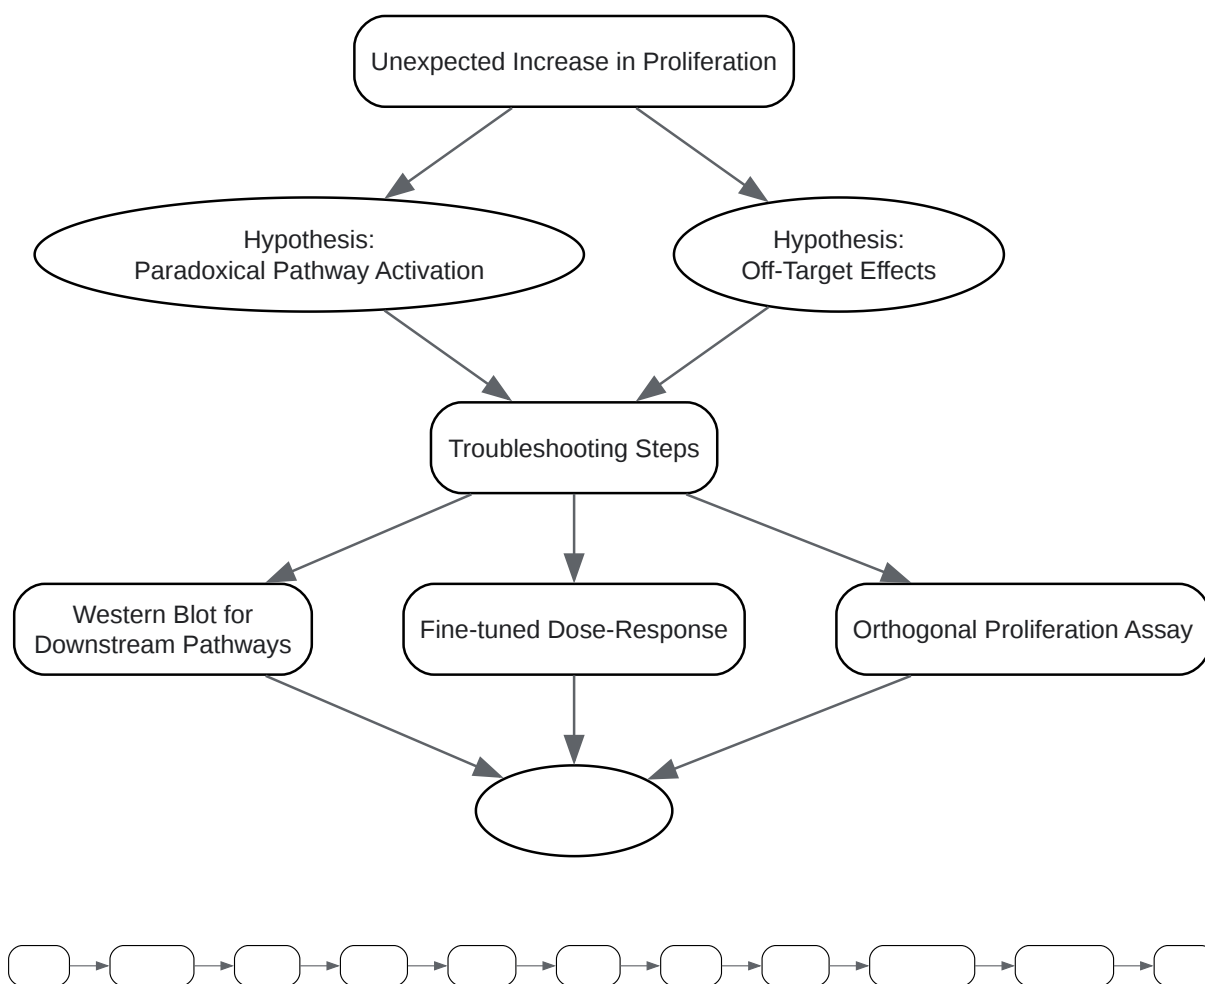 Unexpected Increase in Proliferation
Hypothesis:
Paradoxical Pathway Activation
Hypothesis:
Off-Target Effects
Troubleshooting Steps
Western Blot for
Downstream Pathways
Fine-tuned Dose-Response
Orthogonal Proliferation Assay